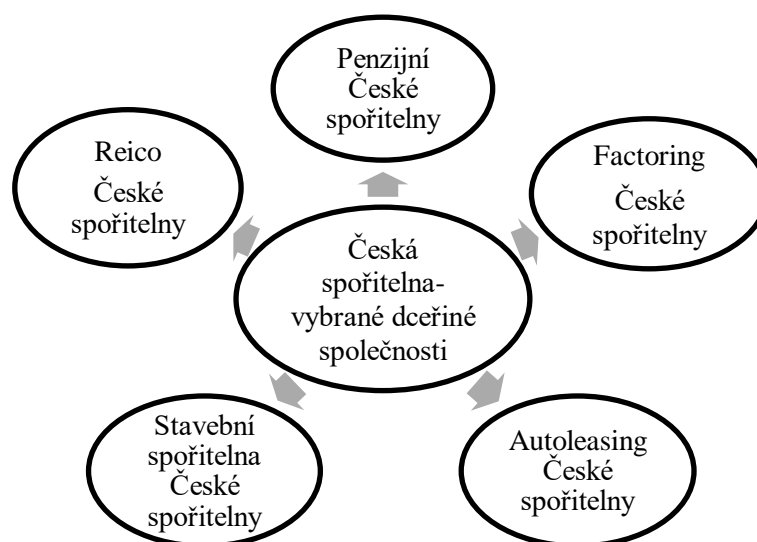 Penzijní
České
spořitelny
Reico
České
spořitelny
Factoring
České
spořitelny
Česká
spořitelna-
vybrané dceřiné
společnosti
Stavební
spořitelna
České
spořitelny
Autoleasing
České
spořitelny